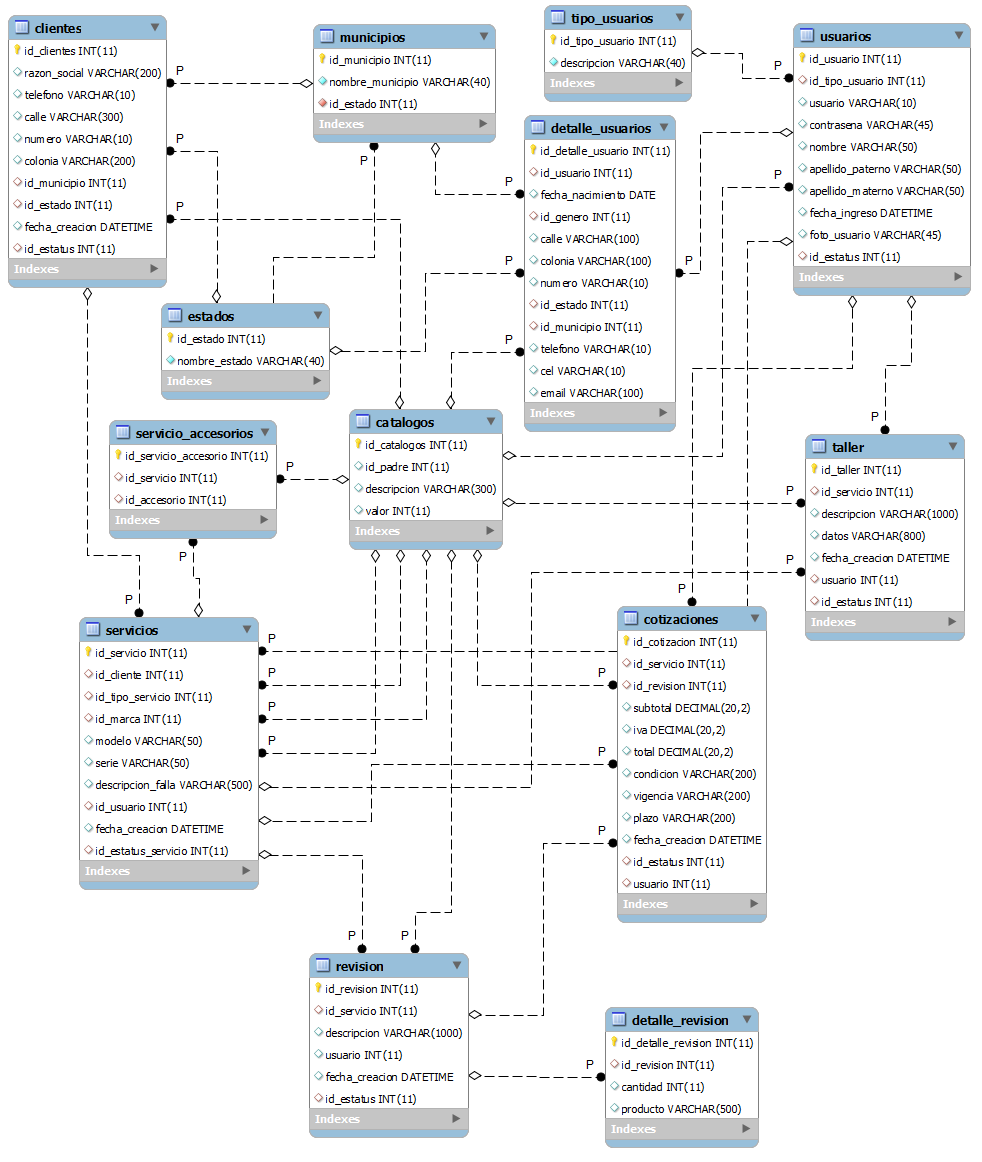 clientes
id_clientes INT(11)
razon_social VARCHAR(200)
telefono VARCHAR(10)
calle VARCHAR(300)
numero VARCHAR(10)
colonia VARCHAR(200)
id_municipio INT(11)
id_estado INT(11)
fecha_creacion DATETIME
id_estatus INT(11)
Indexes
P
P
P
municipios
id_municipio INT(11)
nombre_municipio VARCHAR(40)
id_estado INT(11)
Indexes
P
tipo_usuarios
id_tipo_usuario INT(11)
descripcion VARCHAR(40)
Indexes
P
usuarios
id_usuario INT(11)
id_tipo_usuario INT(11)
usuario VARCHAR(10)
contrasena VARCHAR(45)
nombre VARCHAR(50)
apellido_paterno VARCHAR(50)
apellido_materno VARCHAR(50)
fecha_ingreso DATETIME
foto_usuario VARCHAR(45)
id_estatus INT(11)
Indexes
P
detalle_usuarios
id_detalle_usuario INT(11)
id_usuario INT(11)
fecha_nacimiento DATE
id_genero INT(11)
calle VARCHAR(100)
colonia VARCHAR(100)
numero VARCHAR(10)
id_estado INT(11)
id_municipio INT(11)
telefono VARCHAR(10)
cel VARCHAR(10)
email VARCHAR(100)
Indexes
P
P
P
P
estados
id_estado INT(11)
nombre_estado VARCHAR(40)
Indexes
servicio_accesorios
id_servicio_accesorio INT(11)
id_servicio INT(11)
id_accesorio INT(11)
Indexes
P
P
catalogos
id_catalogos INT(11)
id_padre INT(11)
descripcion VARCHAR(300)
valor INT(11)
Indexes
P
taller
id_taller INT(11)
id_servicio INT(11)
descripcion VARCHAR(1000)
datos VARCHAR(800)
fecha_creacion DATETIME
usuario INT(11)
id_estatus INT(11)
Indexes
P
P
P
servicios
id_servicio INT(11)
id_cliente INT(11)
id_tipo_servicio INT(11)
id_marca INT(11)
modelo VARCHAR(50)
serie VARCHAR(50)
descripcion_falla VARCHAR(500)
id_usuario INT(11)
fecha_creacion DATETIME
id_estatus_servicio INT(11)
Indexes
P
P
P
P
P
cotizaciones
id_cotizacion INT(11)
id_servicio INT(11)
id_revision INT(11)
subtotal DECIMAL(20,2)
iva DECIMAL(20,2)
total DECIMAL(20,2)
condicion VARCHAR(200)
vigencia VARCHAR(200)
plazo VARCHAR(200)
fecha_creacion DATETIME
id_estatus INT(11)
usuario INT(11)
Indexes
P
P
P
P
P
revision
id_revision INT(11)
id_servicio INT(11)
descripcion VARCHAR(1000)
usuario INT(11)
fecha_creacion DATETIME
id_estatus INT(11)
Indexes
P
detalle_revision
id_detalle_revision INT(11)
id_revision INT(11)
cantidad INT(11)
producto VARCHAR(500)
Indexes